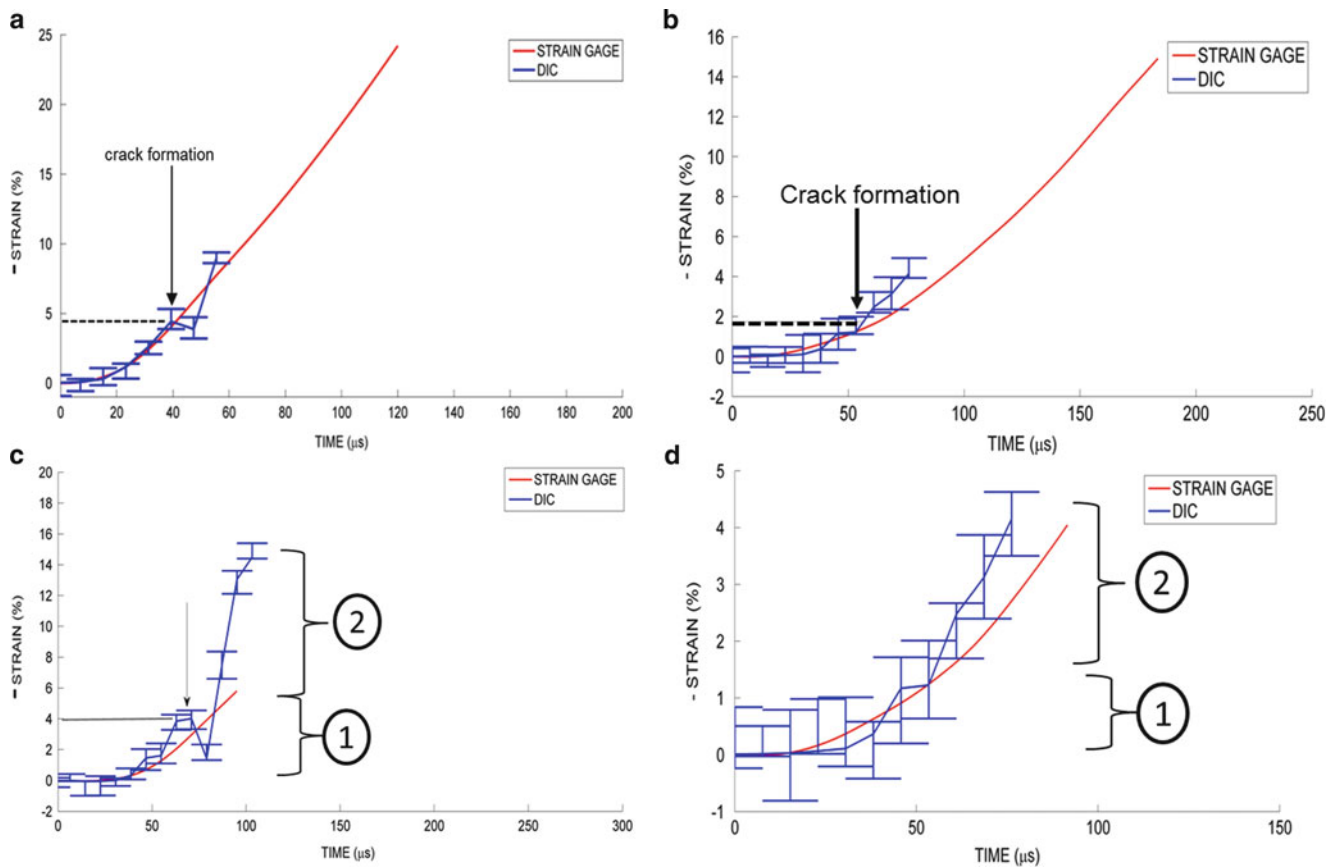 a
25
20
15
10
5
0
– STRAIN (%)
crack formation
STRAIN GAGE
DIC
0 20 40 60 80 100 120 140 160 180 200
TIME (μs)
b
16
14
12
10
8
6
4
2
0
-2
- STRAIN (%)
Crack formation
STRAIN GAGE
DIC
0 50 100 150 200 250
TIME (μs)
c
20
18
16
14
12
10
8
6
4
2
0
-2
– STRAIN (%)
STRAIN GAGE
DIC
2
1
0 50 100 150 200 250 300
TIME (μs)
d
5
4
3
2
1
0
-1
- STRAIN (%)
STRAIN GAGE
DIC
2
1
0 50 100 150
TIME (μs)